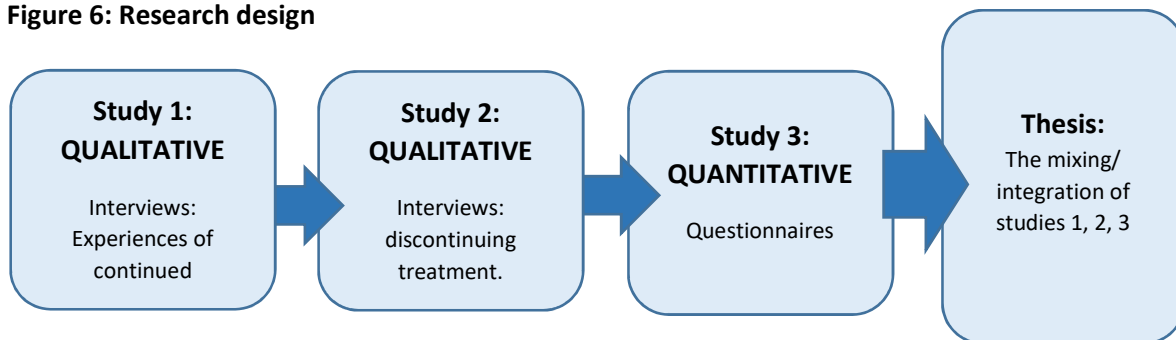 Figure 6: Research design
Study 1:
QUALITATIVE
Interviews:
Experiences of
continued
Study 2:
QUALITATIVE
Interviews:
discontinuing
treatment.
Study 3:
QUANTITATIVE
Questionnaires
Thesis:
The mixing/
integration of
studies 1, 2, 3